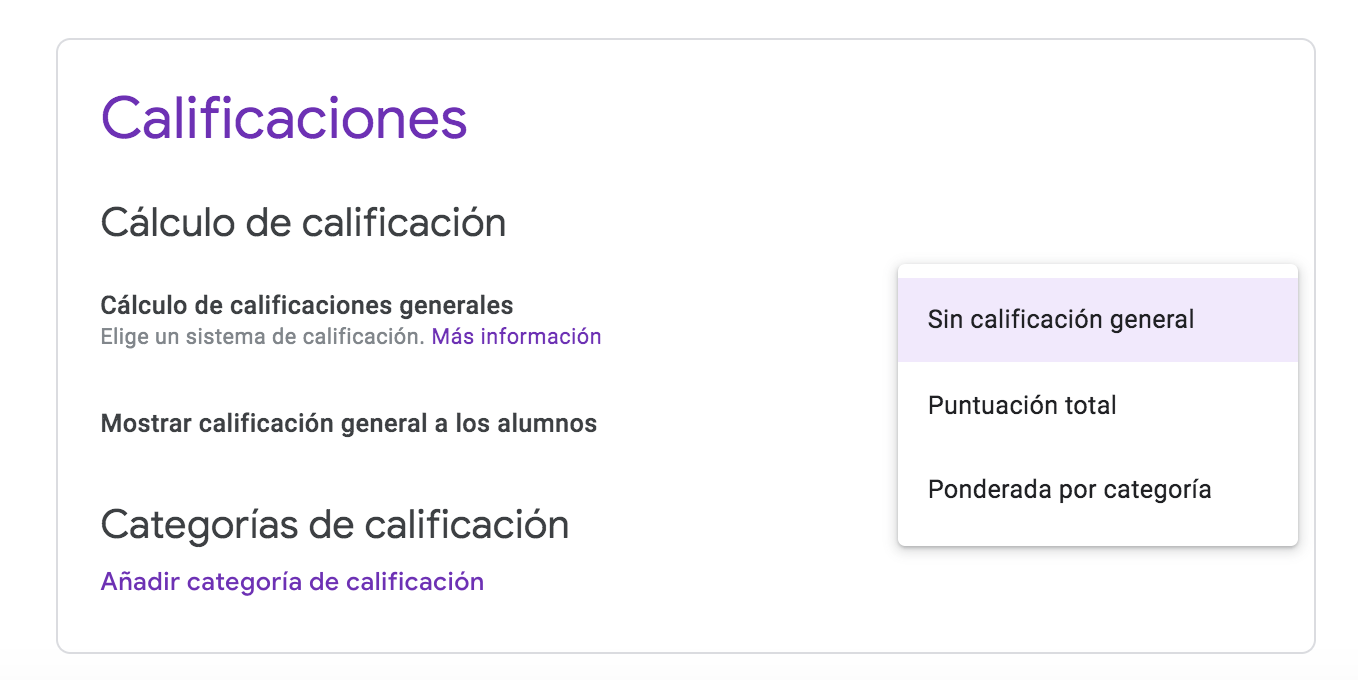 Calificaciones
Cálculo de calificación
Cálculo de calificaciones generales
Elige un sistema de calificación. Más información
Mostrar calificación general a los alumnos
Categorías de calificación
Añadir categoría de calificación
Sin calificación general
Puntuación total
Ponderada por categoría